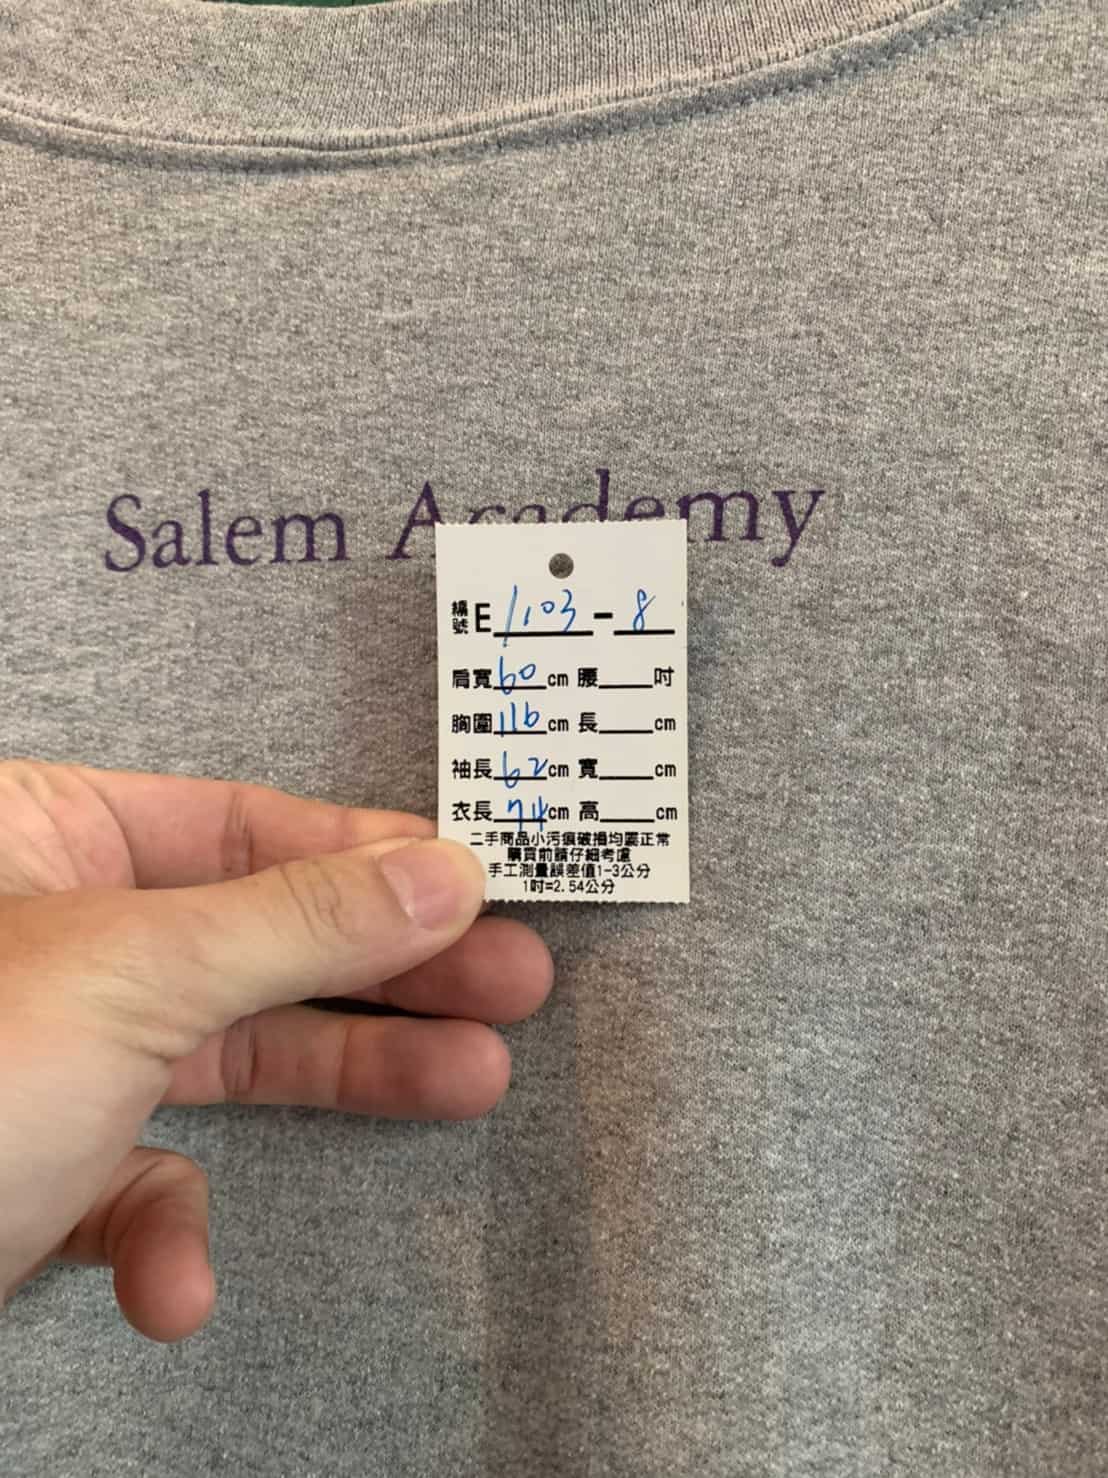 Salem Academy
編號 E 1103 - 8
肩寬 60 cm 腰 吋
胸圍 116 cm 長 cm
袖長 62 cm 寬 cm
衣長 74 cm 高 cm
二手商品小污痕破損均屬正常
購買前請仔細考慮
手工測量誤差值1-3公分
1吋=2.54公分